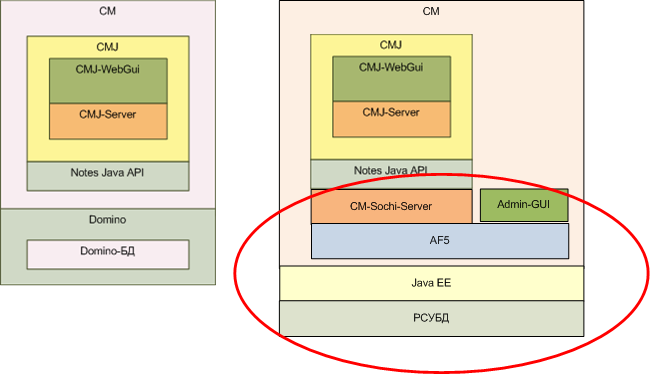 CM
CMJ
CMJ-WebGui
CMJ-Server
Notes Java API
Domino
Domino-БД
CM
CMJ
CMJ-WebGui
CMJ-Server
Notes Java API
CM-Sochi-Server
Admin-GUI
AF5
Java EE
РСУБД